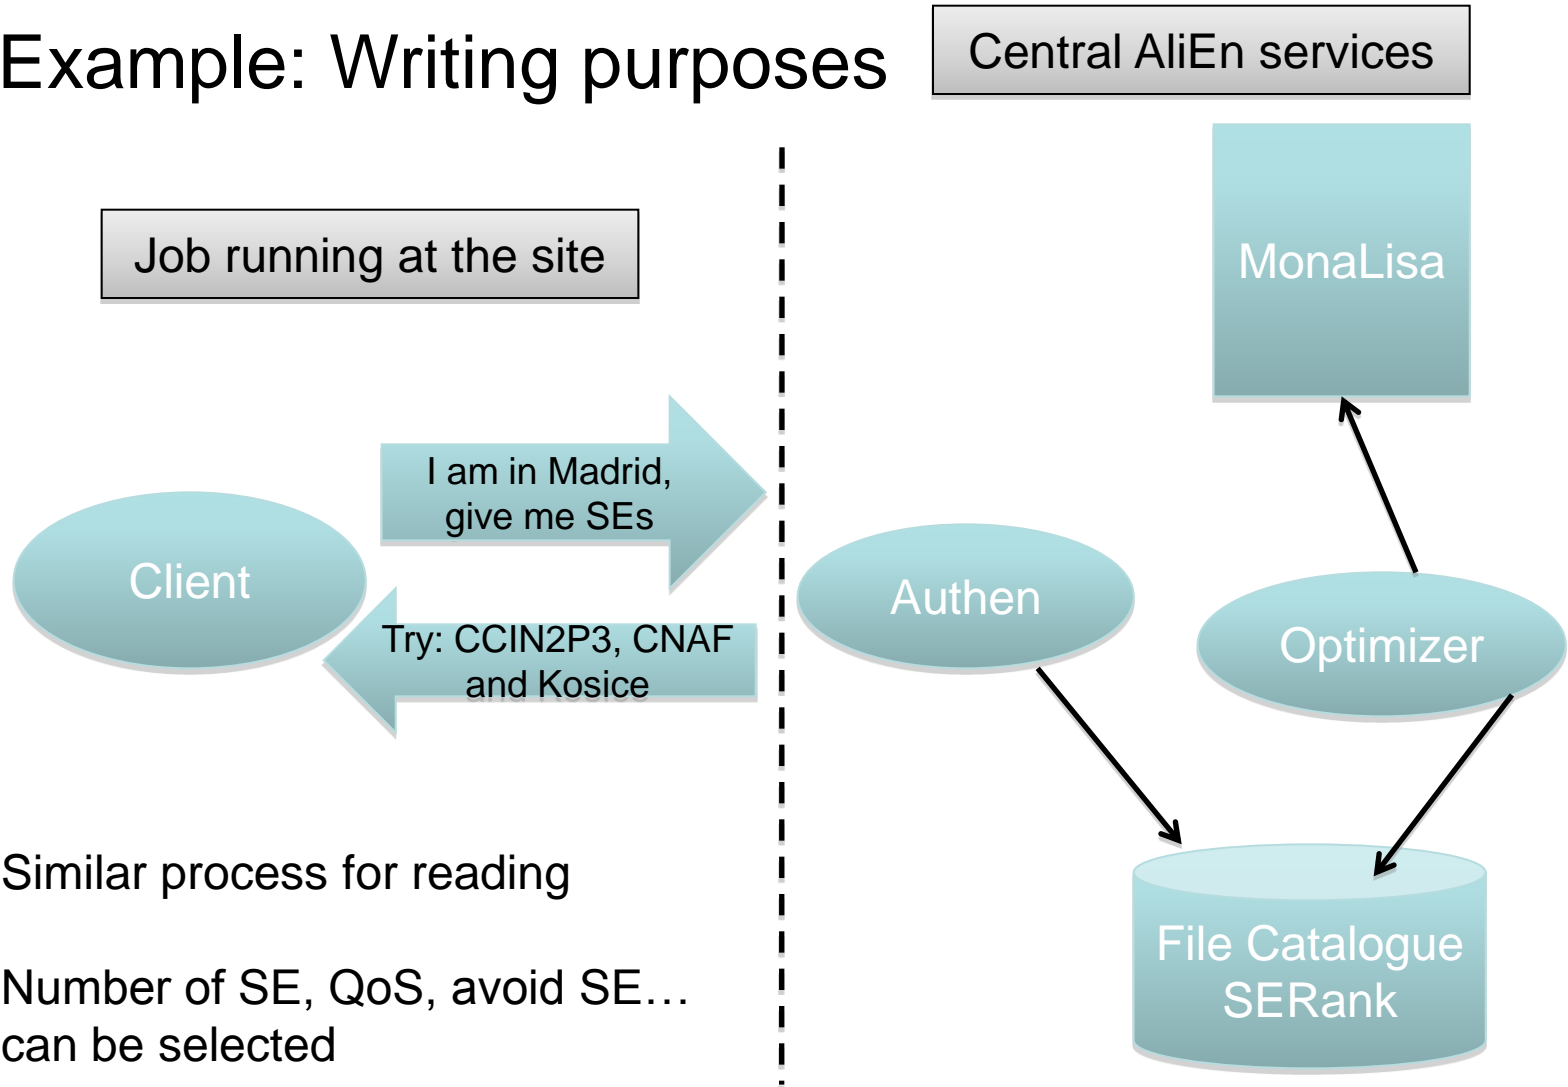 Example: Writing purposes
Central AliEn services
Job running at the site
MonaLisa
I am in Madrid,
give me SEs
Client
Authen
Try: CCIN2P3, CNAF
and Kosice
Optimizer
Similar process for reading
File Catalogue
SERank
Number of SE, QoS, avoid SE…
can be selected